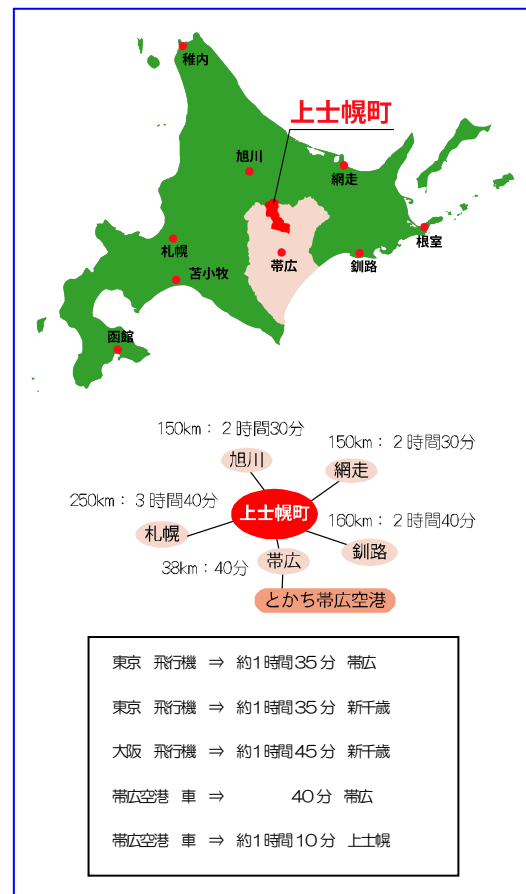 稚内
上士幌町
旭川
網走
根室
札幌
帯広
釧路
苫小牧
函館
150km：２時間30分
150km：２時間30分
旭川
網走
250km：３時間40分
上士幌町
160km：２時間40分
札幌
釧路
帯広
38km：40分
とかち帯広空港
東京　飛行機　⇒　約1時間35分　帯広
東京　飛行機　⇒　約1時間35分　新千歳
大阪　飛行機　⇒　約1時間45分　新千歳
帯広空港　車　⇒　40分　帯広
帯広空港　車　⇒　約1時間10分　上士幌